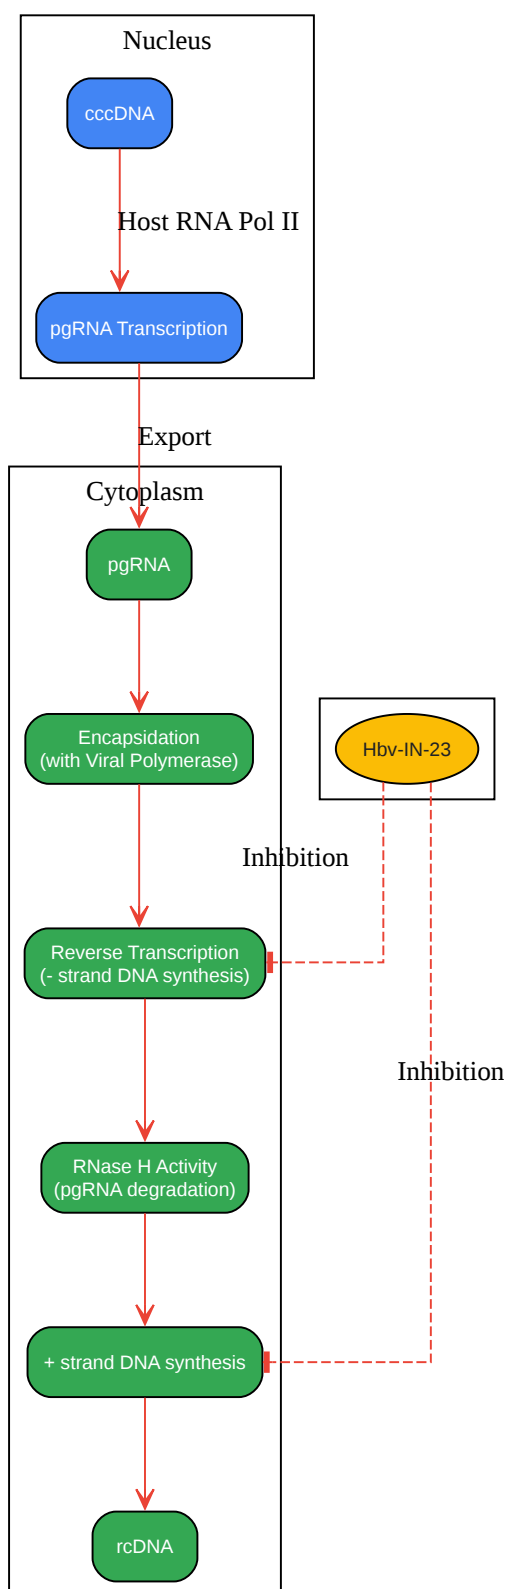 Nucleus
cccDNA
Host RNA Pol II
pgRNA Transcription
Export
Cytoplasm
pgRNA
Encapsidation
(with Viral Polymerase)
Hbv-IN-23
Inhibition
Reverse Transcription
(- strand DNA synthesis)
Inhibition
RNase H Activity
(pgRNA degradation)
+ strand DNA synthesis
rcDNA